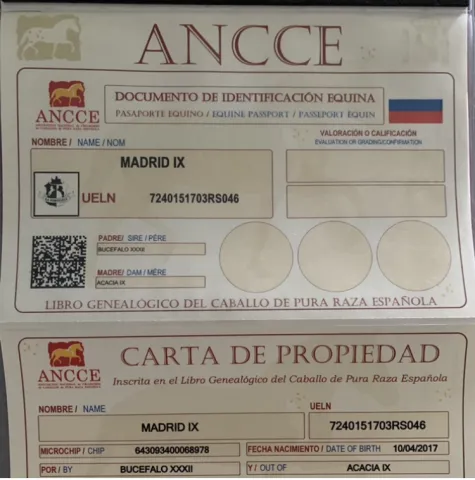 ANCCE
ANCCE
DOCUMENTO DE IDENTIFICACIÓN EQUINA
PASAPORTE EQUINO / EQUINE PASSPORT / PASSEPORT ÉQUIN
NOMBRE / NAME / NOM
VALORACIÓN O CALIFICACIÓN
EVALUATION OR GRADING/CONFIRMATION
MADRID IX
UELN 7240151703RS046
PADRE/ SIRE / PÈRE
BUCEFALO XXXII
MADRE/ DAM / MÈRE
ACACIA IX
LIBRO GENEALÓGICO DEL CABALLO DE PURA RAZA ESPAÑOLA
ANCCE
CARTA DE PROPIEDAD
Inscrita en el Libro Genealógico del Caballo de Pura Raza Española
NOMBRE / NAME
UELN
MADRID IX
7240151703RS046
MICROCHIP / CHIP 643093400068978
FECHA NACIMIENTO / DATE OF BIRTH 10/04/2017
POR / BY BUCEFALO XXXII
Y / OUT OF ACACIA IX